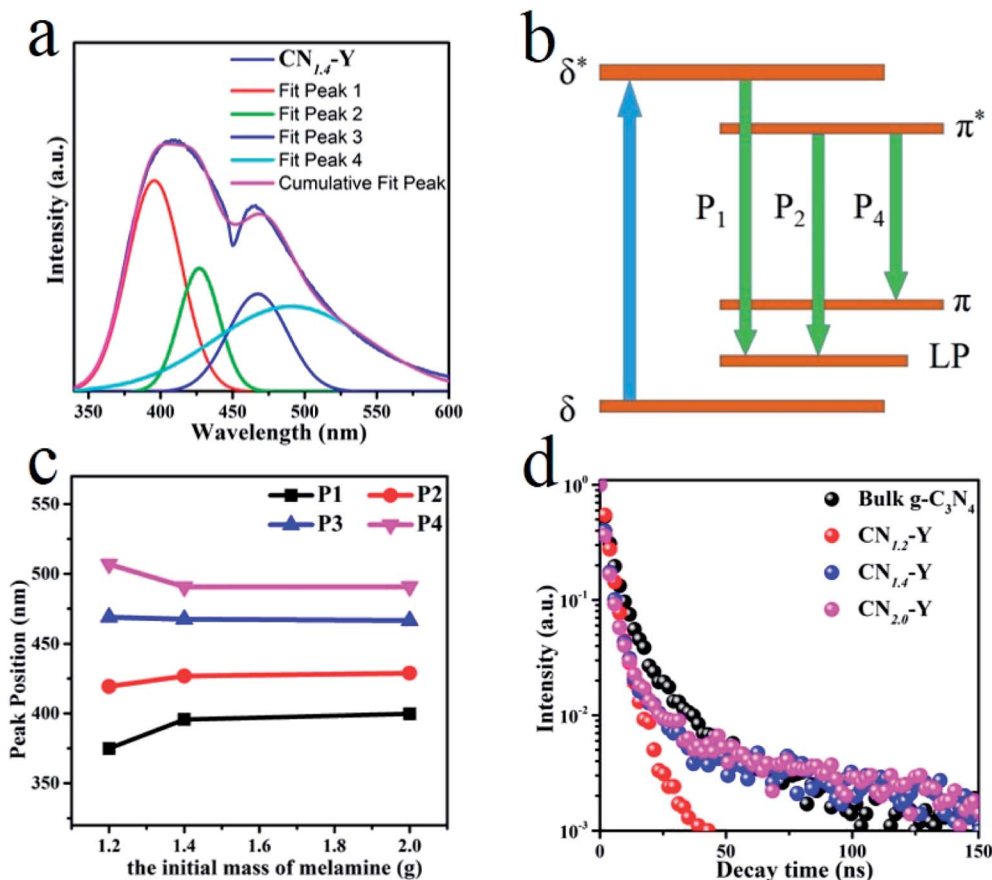 a
CN1.4-Y
Fit Peak 1
Fit Peak 2
Fit Peak 3
Fit Peak 4
Cumulative Fit Peak
Intensity (a.u.)
350 400 450 500 550 600
Wavelength (nm)
b
δ*
π*
P1 P2 P4
π
LP
δ
c
P1 P2
P3 P4
550
500
450
400
350
Peak Position (nm)
1.2 1.4 1.6 1.8 2.0
the initial mass of melamine (g)
d
Bulk g-C3N4
CN1.2-Y
CN1.4-Y
CN2.0-Y
10^0
10^-1
10^-2
10^-3
Intensity (a.u.)
0 50 100 150
Decay time (ns)